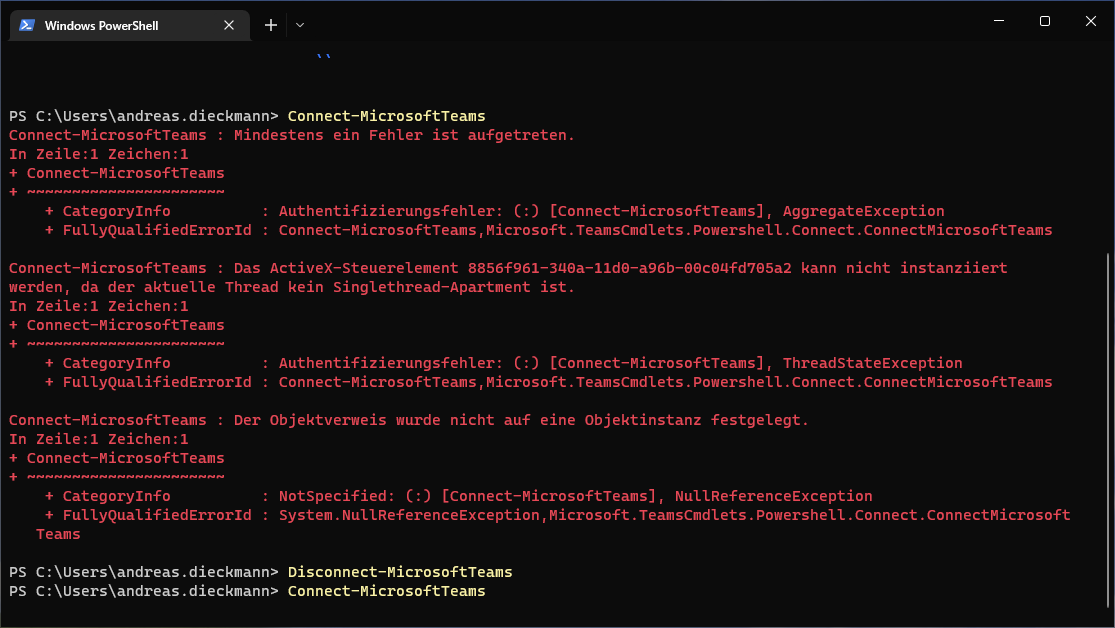 Windows PowerShell
``
PS C:\Users\andreas.dieckmann> Connect-MicrosoftTeams
Connect-MicrosoftTeams : Mindestens ein Fehler ist aufgetreten.
In Zeile:1 Zeichen:1
+ Connect-MicrosoftTeams
+ ~~~~~~~~~~~~~~~~~~~~~~
+ CategoryInfo : Authentifizierungsfehler: (:) [Connect-MicrosoftTeams], AggregateException
+ FullyQualifiedErrorId : Connect-MicrosoftTeams,Microsoft.TeamsCmdlets.Powershell.Connect.ConnectMicrosoftTeams
Connect-MicrosoftTeams : Das ActiveX-Steuerelement 8856f961-340a-11d0-a96b-00c04fd705a2 kann nicht instanziiert
werden, da der aktuelle Thread kein Singlethread-Apartment ist.
In Zeile:1 Zeichen:1
+ Connect-MicrosoftTeams
+ ~~~~~~~~~~~~~~~~~~~~~~
+ CategoryInfo : Authentifizierungsfehler: (:) [Connect-MicrosoftTeams], ThreadStateException
+ FullyQualifiedErrorId : Connect-MicrosoftTeams,Microsoft.TeamsCmdlets.Powershell.Connect.ConnectMicrosoftTeams
Connect-MicrosoftTeams : Der Objektverweis wurde nicht auf eine Objektinstanz festgelegt.
In Zeile:1 Zeichen:1
+ Connect-MicrosoftTeams
+ ~~~~~~~~~~~~~~~~~~~~~~
+ CategoryInfo : NotSpecified: (:) [Connect-MicrosoftTeams], NullReferenceException
+ FullyQualifiedErrorId : System.NullReferenceException,Microsoft.TeamsCmdlets.Powershell.Connect.ConnectMicrosoft
Teams
PS C:\Users\andreas.dieckmann> Disconnect-MicrosoftTeams
PS C:\Users\andreas.dieckmann> Connect-MicrosoftTeams